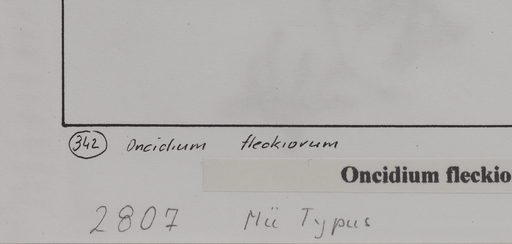 342 Oncidium fleckiorum
Oncidium fleckio
2807 Mü Typus